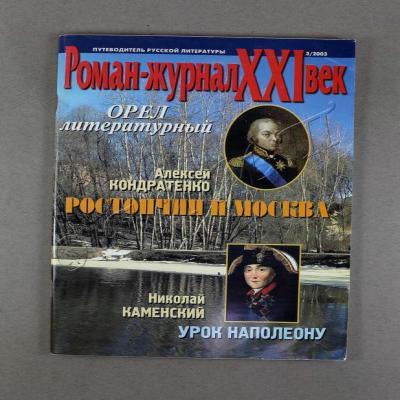 ПУТЕВОДИТЕЛЬ РУССКОЙ ЛИТЕРАТУРЫ
3/2003
Роман-журнал XXI век
ОРЕЛ
литературный
Алексей
КОНДРАТЕНКО
РОСТОПЧИН И МОСКВА
Николай
КАМЕНСКИЙ
УРОК НАПОЛЕОНУ